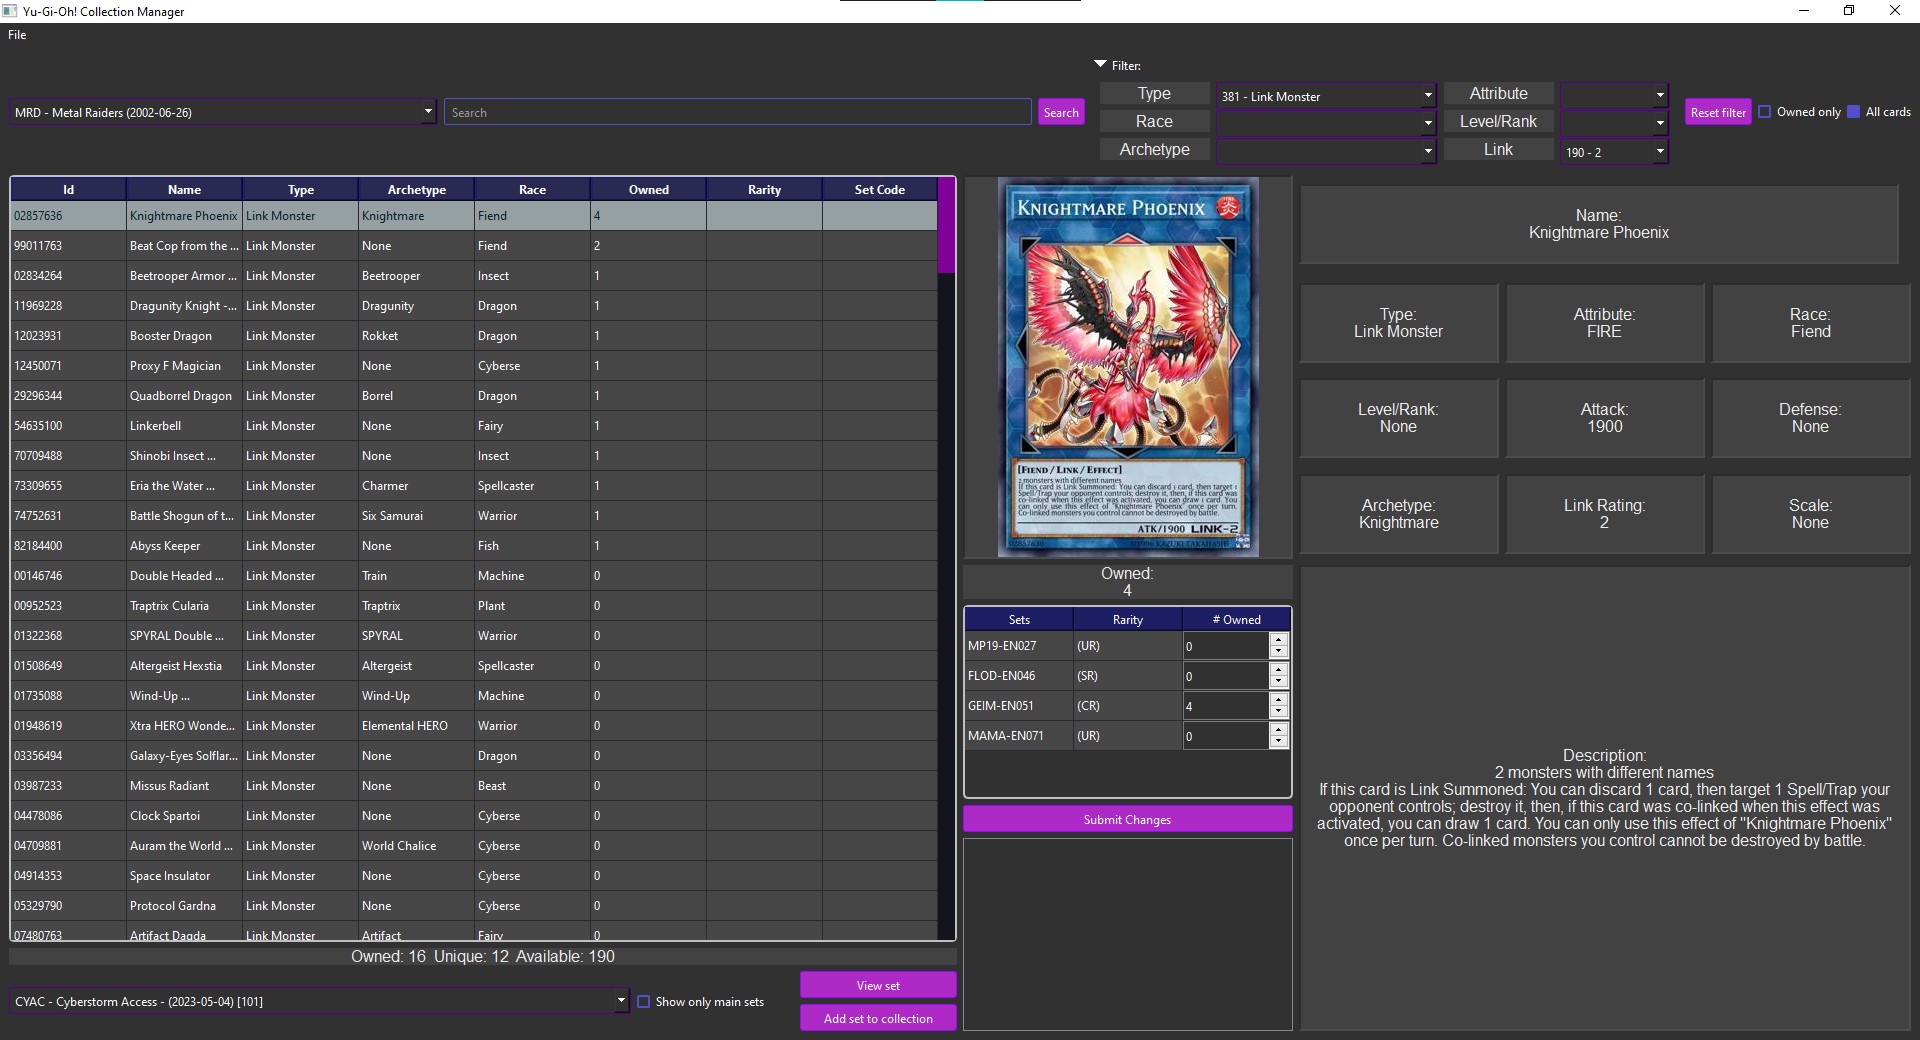 Yu-Gi-Oh! Collection Manager
File
Filter:
MRD - Metal Raiders (2002-06-26)
Search
Search
Type
381 - Link Monster
Attribute
Race
Level/Rank
Archetype
Link
190 - 2
Reset filter
Owned only
All cards
Id Name Type Archetype Race Owned Rarity Set Code
02857636 Knightmare Phoenix Link Monster Knightmare Fiend 4
99011763 Beat Cop from the ... Link Monster None Fiend 2
02834264 Beetrooper Armor ... Link Monster Beetrooper Insect 1
11969228 Dragunity Knight -... Link Monster Dragunity Dragon 1
12023931 Booster Dragon Link Monster Rokket Dragon 1
12450071 Proxy F Magician Link Monster None Cyberse 1
29296344 Quadborrel Dragon Link Monster Borrel Dragon 1
54635100 Linkerbell Link Monster None Fairy 1
70709488 Shinobi Insect ... Link Monster None Insect 1
73309655 Eria the Water ... Link Monster Charmer Spellcaster 1
74752631 Battle Shogun of t... Link Monster Six Samurai Warrior 1
82184400 Abyss Keeper Link Monster None Fish 1
00146746 Double Headed ... Link Monster Train Machine 0
00952523 Traptrix Cularia Link Monster Traptrix Plant 0
01322368 SPYRAL Double ... Link Monster SPYRAL Warrior 0
01508649 Altergeist Hexstia Link Monster Altergeist Spellcaster 0
01735088 Wind-Up ... Link Monster Wind-Up Machine 0
01948619 Xtra HERO Wonde... Link Monster Elemental HERO Warrior 0
03356494 Galaxy-Eyes Solflar... Link Monster None Dragon 0
03987233 Missus Radiant Link Monster None Beast 0
04478086 Clock Spartoi Link Monster None Cyberse 0
04709881 Auram the World ... Link Monster World Chalice Cyberse 0
04914353 Space Insulator Link Monster None Cyberse 0
05329790 Protocol Gardna Link Monster None Cyberse 0
07480763 Artifact Dagda Link Monster Artifact Fairy 0
Owned: 16 Unique: 12 Available: 190
CYAC - Cyberstorm Access - (2023-05-04) [101]
Show only main sets
View set
Add set to collection
KNIGHTMARE PHOENIX
炎
[FIEND / LINK / EFFECT]
2 monsters with different names
If this card is Link Summoned: You can discard 1 card, then target 1
Spell/Trap your opponent controls; destroy it, then, if this card was
co-linked when this effect was activated, you can draw 1 card. You
can only use this effect of "Knightmare Phoenix" once per turn.
Co-linked monsters you control cannot be destroyed by battle.
ATK/1900 LINK-2
Owned:
4
Sets Rarity # Owned
MP19-EN027 (UR) 0
FLOD-EN046 (SR) 0
GEIM-EN051 (CR) 4
MAMA-EN071 (UR) 0
Submit Changes
Name:
Knightmare Phoenix
Type:
Link Monster
Attribute:
FIRE
Race:
Fiend
Level/Rank:
None
Attack:
1900
Defense:
None
Archetype:
Knightmare
Link Rating:
2
Scale:
None
Description:
2 monsters with different names
If this card is Link Summoned: You can discard 1 card, then target 1 Spell/Trap your
opponent controls; destroy it, then, if this card was co-linked when this effect was
activated, you can draw 1 card. You can only use this effect of "Knightmare Phoenix"
once per turn. Co-linked monsters you control cannot be destroyed by battle.